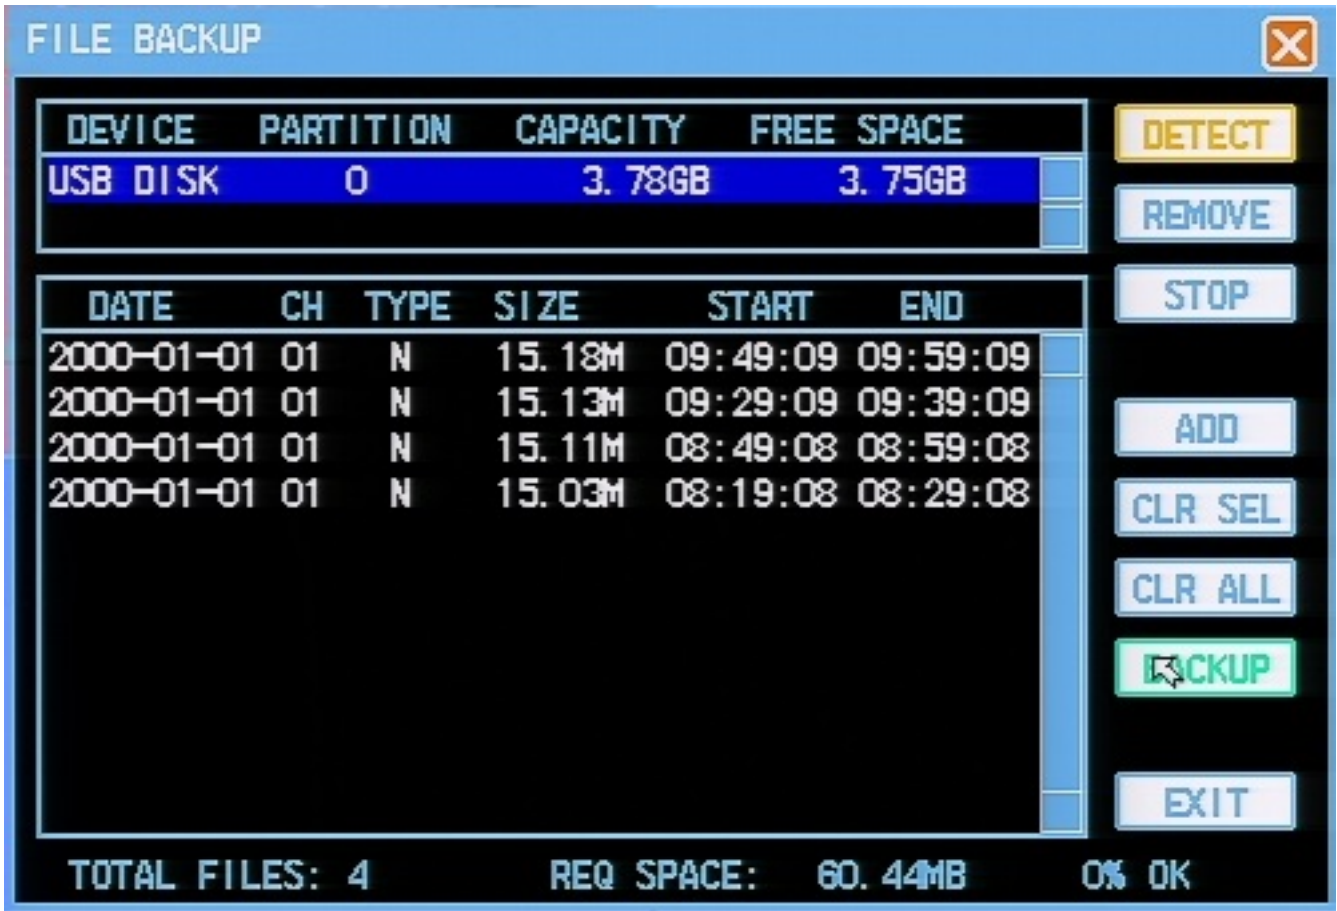 FILE BACKUP
DEVICE PARTITION CAPACITY FREE SPACE
USB DISK 0 3.78GB 3.75GB
DETECT
REMOVE
STOP
DATE CH TYPE SIZE START END
2000-01-01 01 N 15.18M 09:49:09 09:59:09
2000-01-01 01 N 15.13M 09:29:09 09:39:09
2000-01-01 01 N 15.11M 08:49:08 08:59:08
2000-01-01 01 N 15.03M 08:19:08 08:29:08
ADD
CLR SEL
CLR ALL
BACKUP
EXIT
TOTAL FILES: 4 REQ SPACE: 60.44MB 0% OK